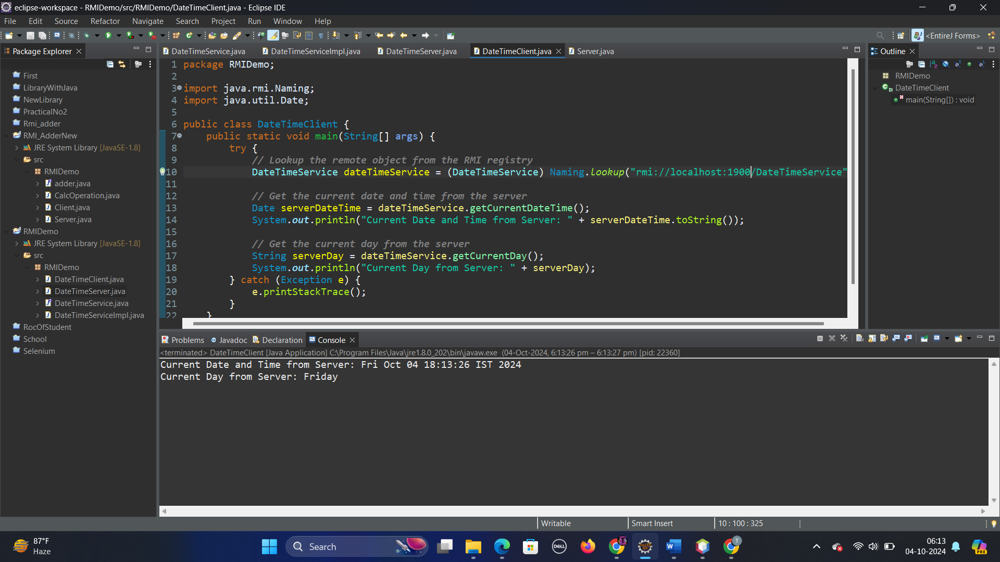 eclipse-workspace - RMIDemo/src/RMIDemo/DateTimeClient.java - Eclipse IDE
File Edit Source Refactor Navigate Search Project Run Window Help
<EntireJ Forms>
Package Explorer
First
LibraryWithJava
NewLibrary
PracticalNo2
Rmi_adder
RMI_AdderNew
JRE System Library [JavaSE-1.8]
src
RMIDemo
adder.java
CalcOperation.java
Client.java
Server.java
RMIDemo
JRE System Library [JavaSE-1.8]
src
RMIDemo
DateTimeClient.java
DateTimeServer.java
DateTimeService.java
DateTimeServiceImpl.java
RocOfStudent
School
Selenium
DateTimeService.java DateTimeServiceImpl.java DateTimeServer.java DateTimeClient.java Server.java
1 package RMIDemo;
2
3 import java.rmi.Naming;
4 import java.util.Date;
5
6 public class DateTimeClient {
7 public static void main(String[] args) {
8 try {
9 // Lookup the remote object from the RMI registry
10 DateTimeService dateTimeService = (DateTimeService) Naming.lookup("rmi://localhost:1900/DateTimeService"
11
12 // Get the current date and time from the server
13 Date serverDateTime = dateTimeService.getCurrentDateTime();
14 System.out.println("Current Date and Time from Server: " + serverDateTime.toString());
15
16 // Get the current day from the server
17 String serverDay = dateTimeService.getCurrentDay();
18 System.out.println("Current Day from Server: " + serverDay);
19 } catch (Exception e) {
20 e.printStackTrace();
21 }
22 }
Outline
RMIDemo
DateTimeClient
main(String[]) : void
Problems Javadoc Declaration Console
<terminated> DateTimeClient [Java Application] C:\Program Files\Java\jre1.8.0_202\bin\javaw.exe (04-Oct-2024, 6:13:26 pm – 6:13:27 pm) [pid: 22360]
Current Date and Time from Server: Fri Oct 04 18:13:26 IST 2024
Current Day from Server: Friday
Writable Smart Insert 10 : 100 : 325
87°F
Haze
Search
DELL
06:13
04-10-2024
PRE